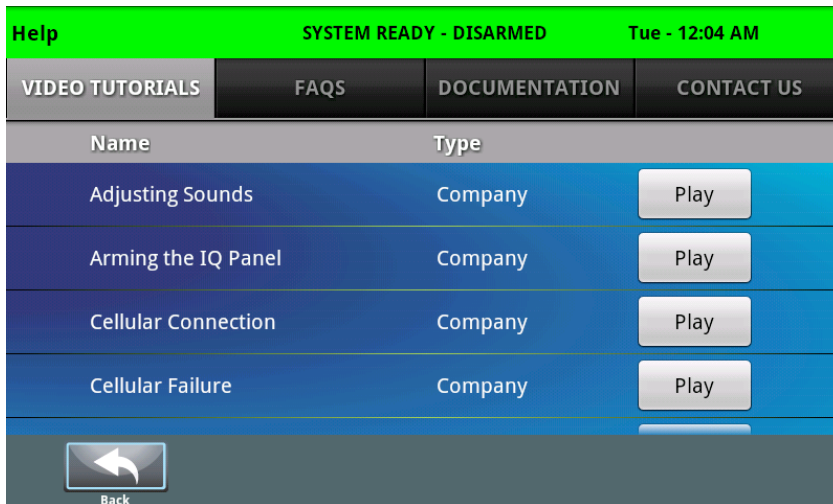 Help SYSTEM READY - DISARMED Tue - 12:04 AM
VIDEO TUTORIALS FAQS DOCUMENTATION CONTACT US
Name Type
Adjusting Sounds Company Play
Arming the IQ Panel Company Play
Cellular Connection Company Play
Cellular Failure Company Play
Back